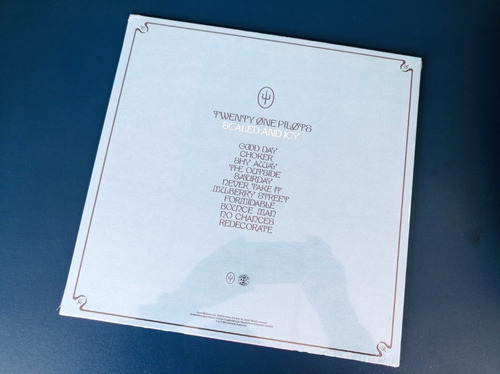 TWENTY ØNE PILØTS
SCALED AND ICY
GOOD DAY
CHOKER
SHY AWAY
THE OUTSIDE
SATURDAY
NEVER TAKE IT
MULBERRY STREET
FORMIDABLE
BOUNCE MAN
NO CHANCES
REDECORATE